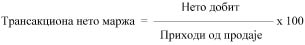 Нето добит
Трансакциона нето маржа = x 100
Приходи од продаје